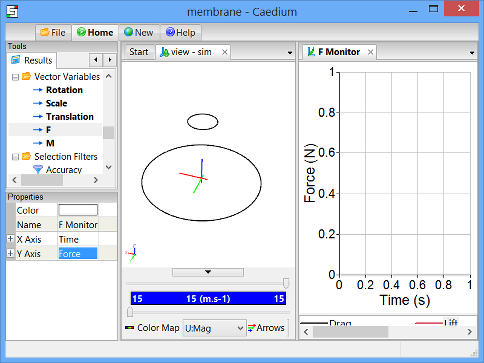 membrane - Caedium
File Home New Help
Tools
Results
Vector Variables
Rotation
Scale
Translation
F
M
Selection Filters
Accuracy
Properties
Color
Name F Monitor
X Axis Time
Y Axis Force
Start view - sim
15 15 (m.s-1) 15
Color Map U:Mag Arrows
F Monitor
Force (N)
1
0.8
0.6
0.4
0.2
0
0 0.2 0.4 0.6 0.8 1
Time (s)
Drag Lift